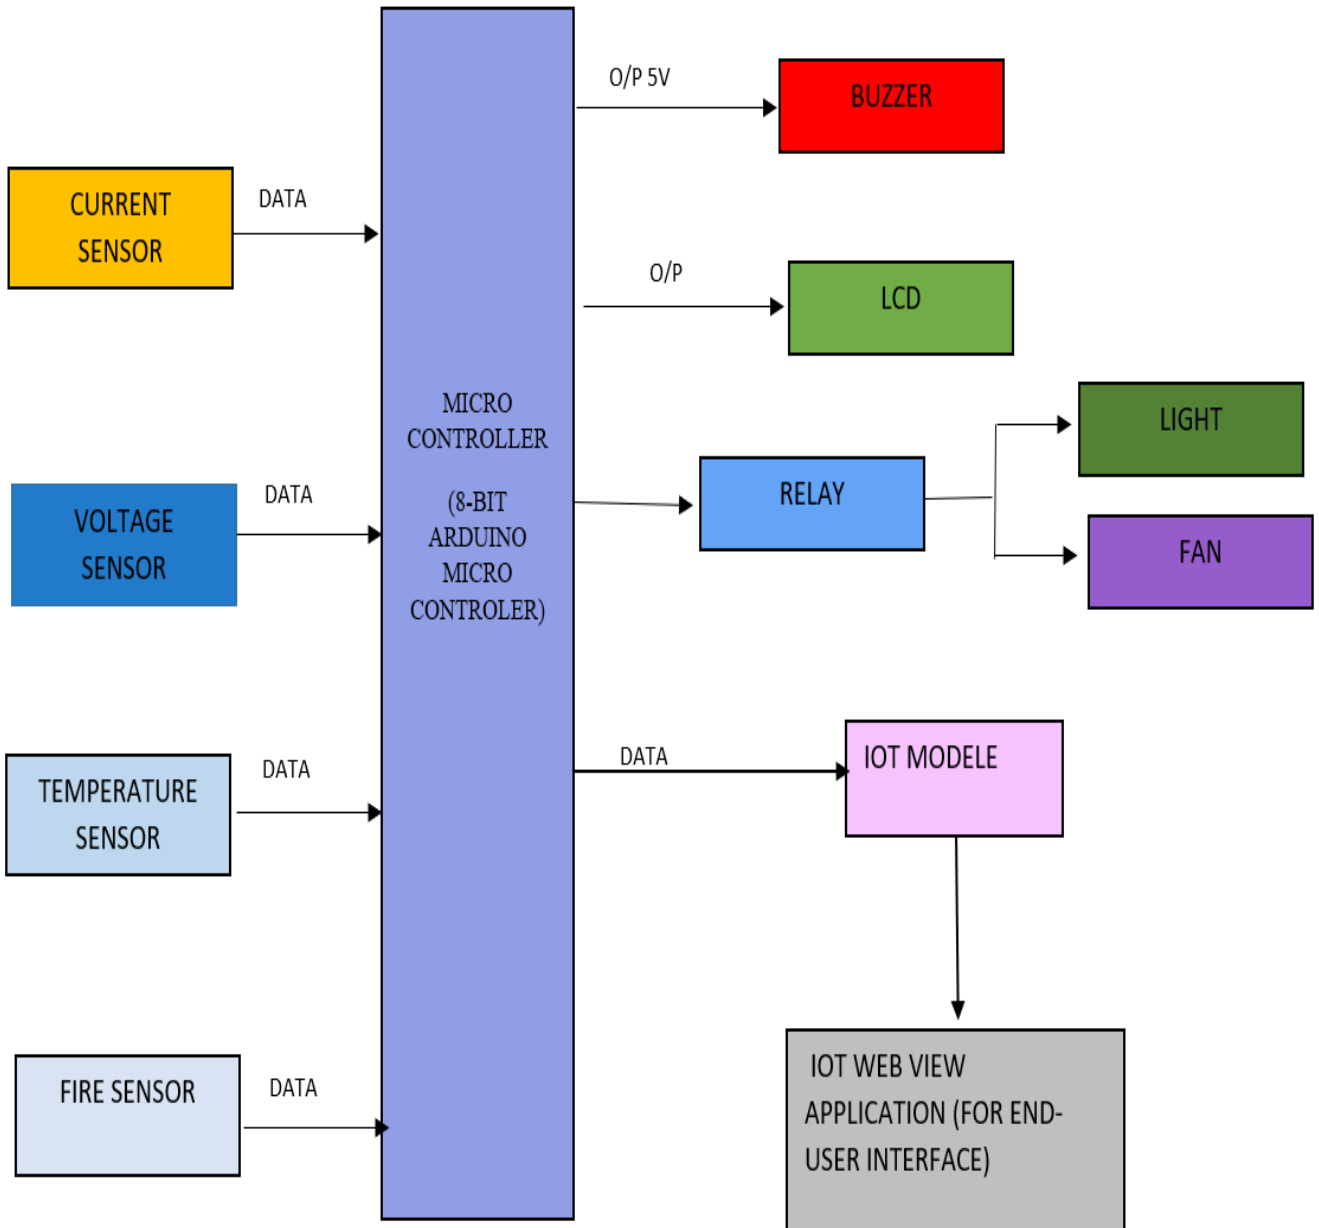 O/P 5V
BUZZER
CURRENT
SENSOR
DATA
O/P
LCD
MICRO
CONTROLLER
(8-BIT
ARDUINO
MICRO
CONTROLER)
LIGHT
RELAY
FAN
VOLTAGE
SENSOR
DATA
TEMPERATURE
SENSOR
DATA
DATA
IOT MODELE
FIRE SENSOR
DATA
IOT WEB VIEW
APPLICATION (FOR END-
USER INTERFACE)